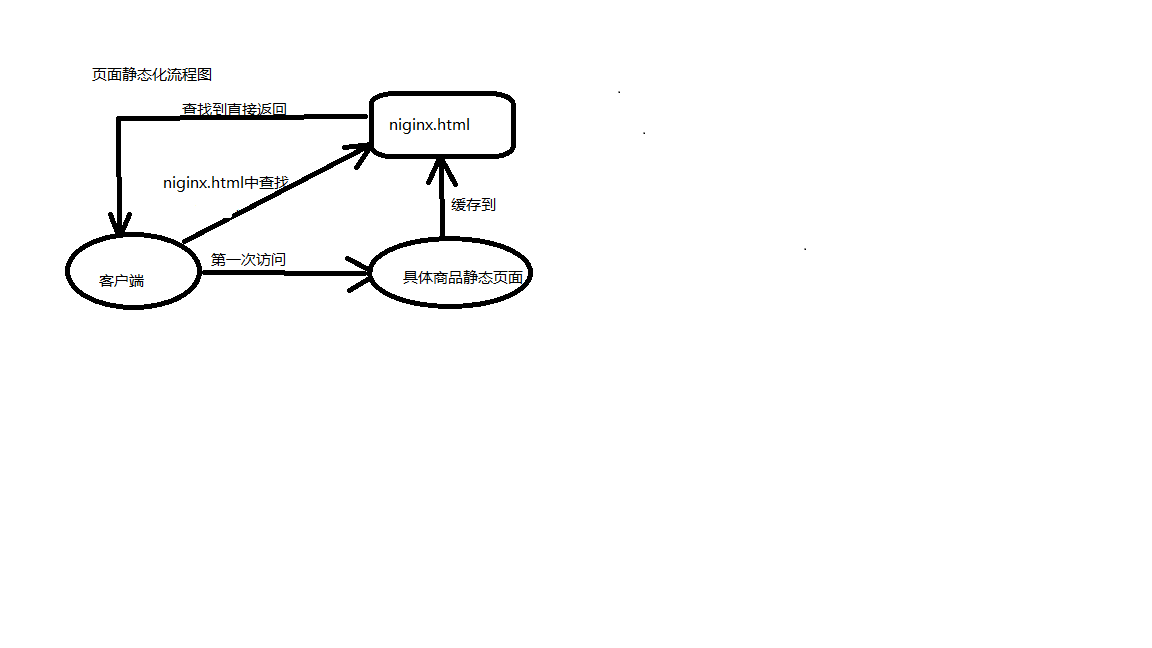 页面静态化流程图
查找到直接返回
niginx.html
niginx.html中查找
缓存到
第一次访问
客户端
具体商品静态页面